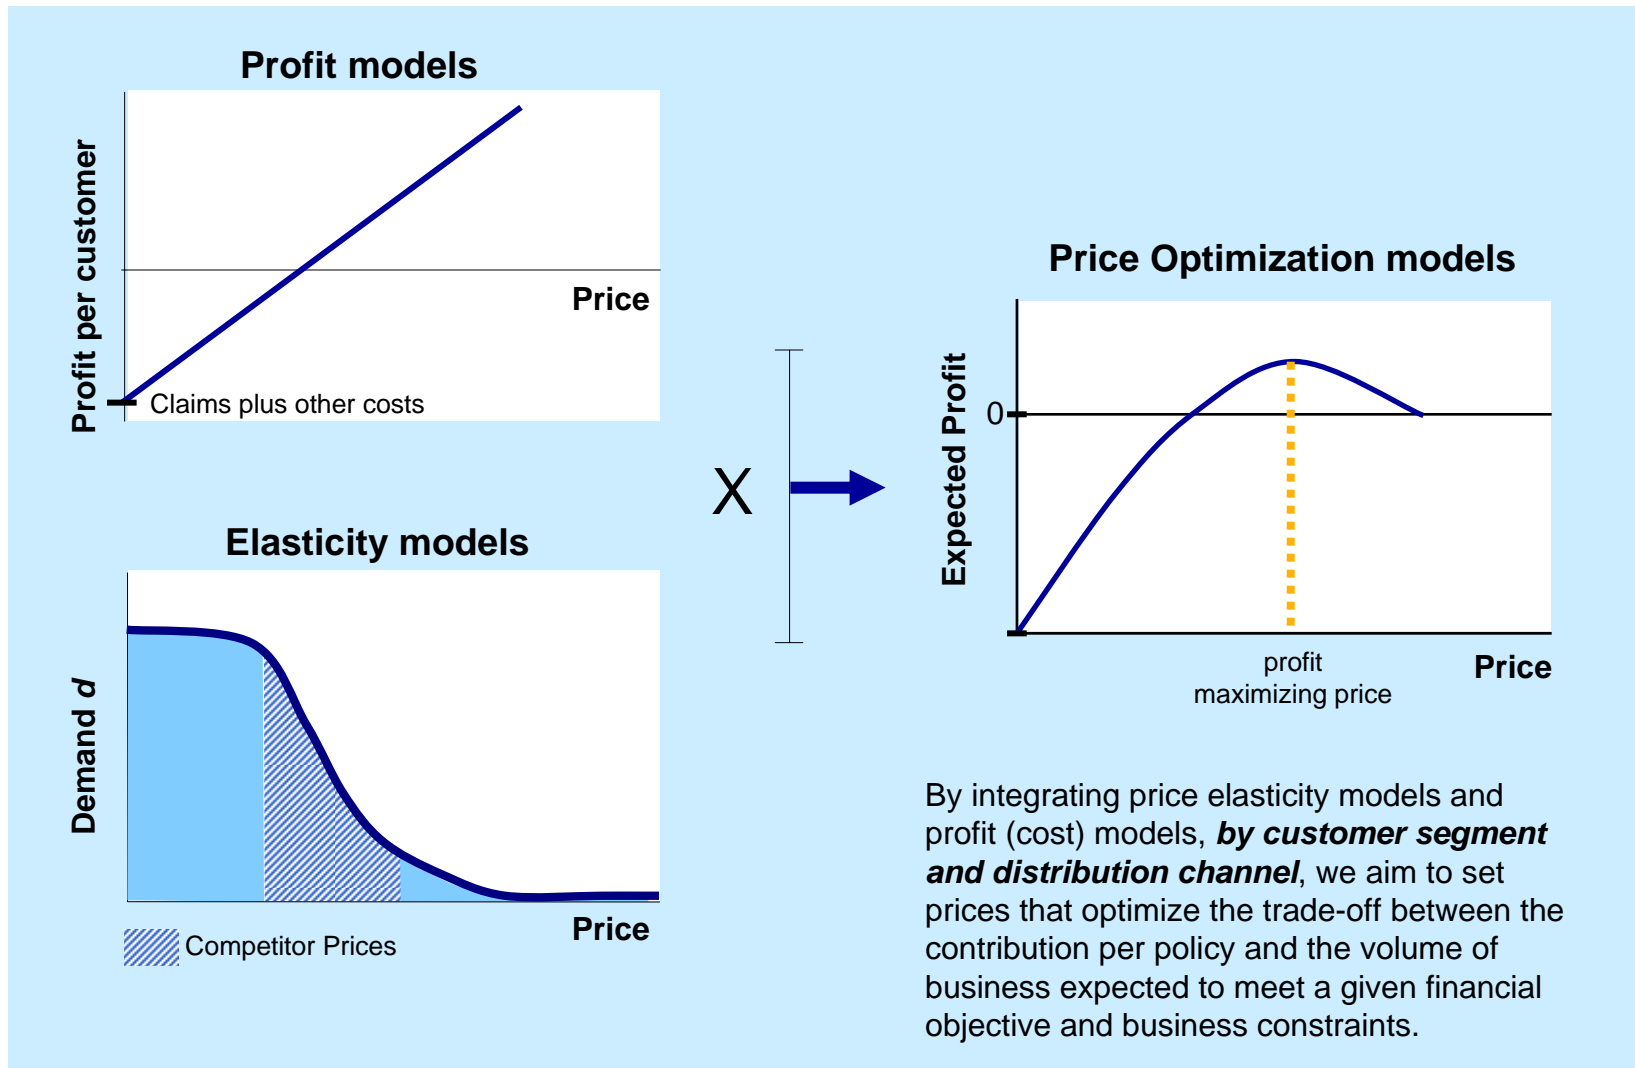 Profit models
Profit per customer
Price
Claims plus other costs
X
Elasticity models
Demand d
Price
Competitor Prices
Price Optimization models
Expected Profit
0
profit
maximizing price
Price
By integrating price elasticity models and
profit (cost) models, by customer segment
and distribution channel, we aim to set
prices that optimize the trade-off between the
contribution per policy and the volume of
business expected to meet a given financial
objective and business constraints.